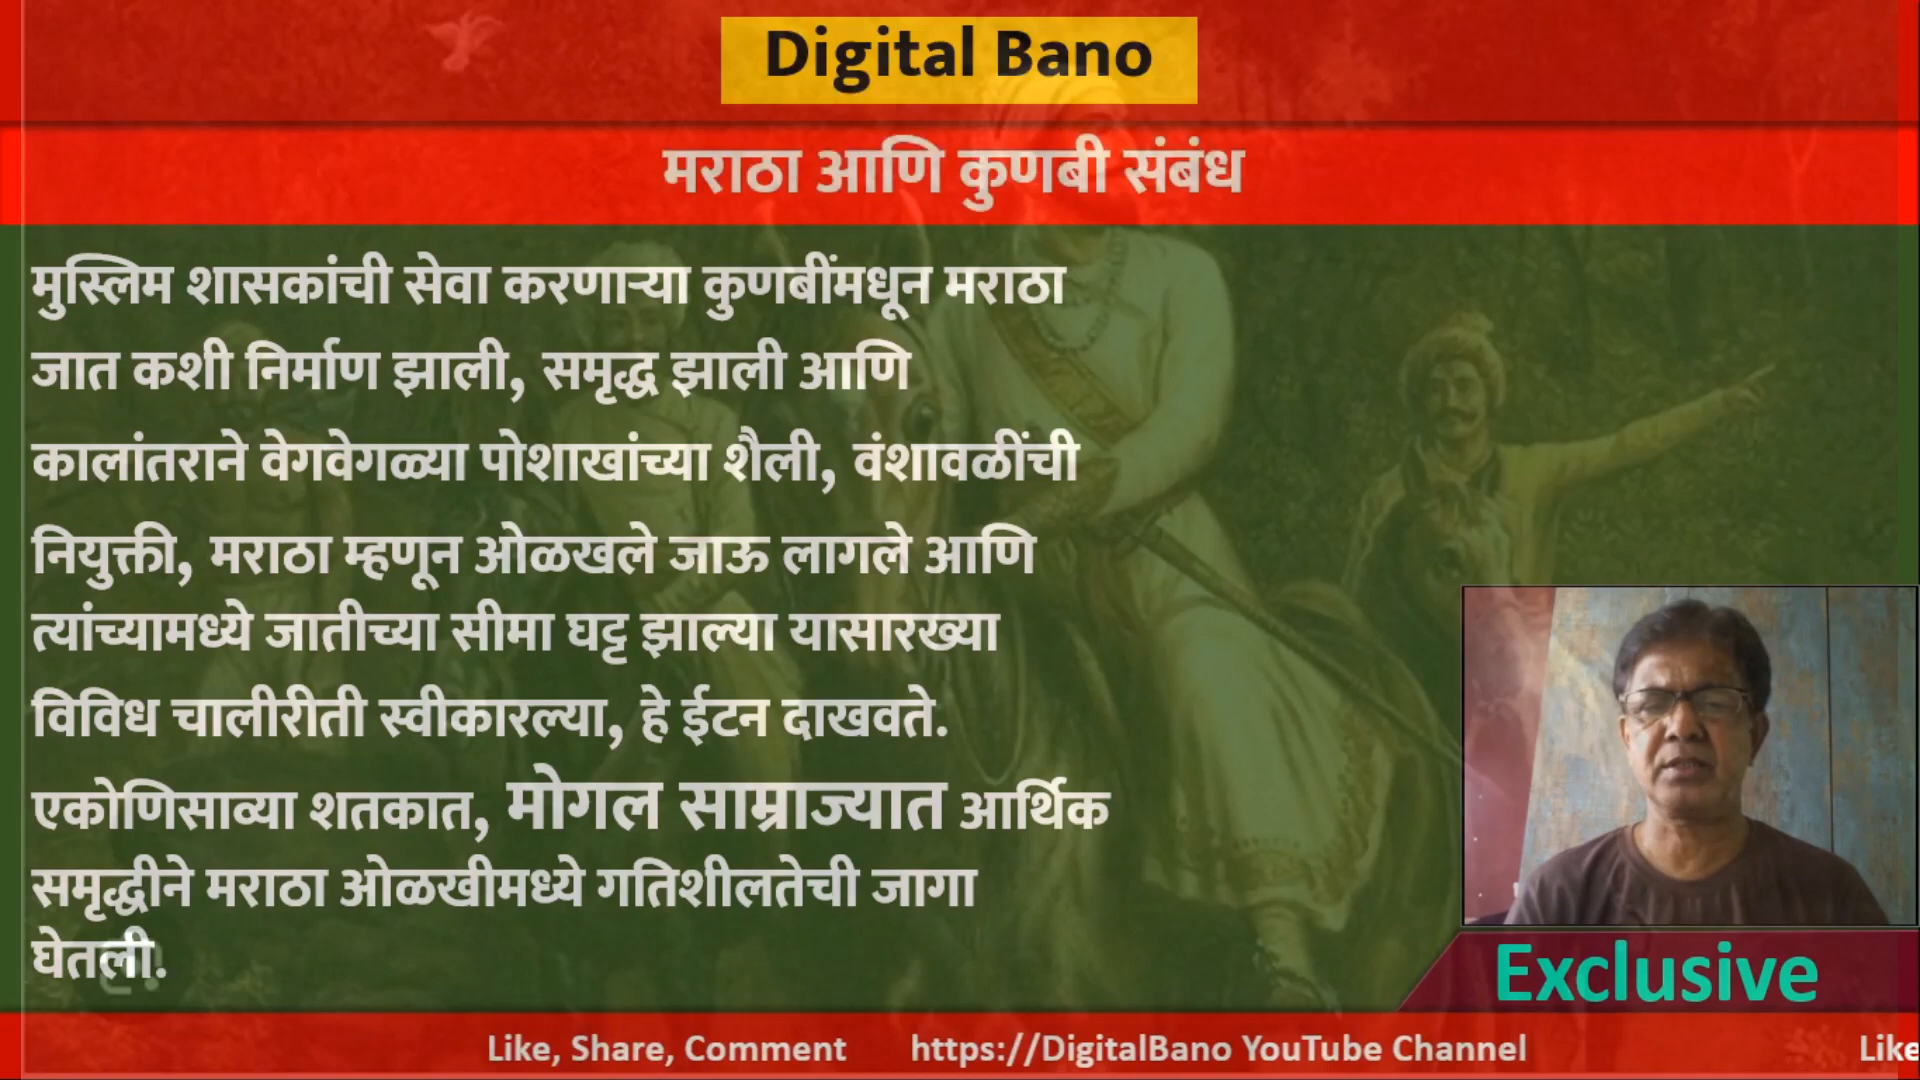 Digital Bano
मराठा आणि कुणबी संबंध
मुस्लिम शासकांची सेवा करणाऱ्या कुणबींमधून मराठा
जात कशी निर्माण झाली, समृद्ध झाली आणि
कालांतराने वेगवेगळ्या पोशाखांच्या शैली, वंशावळींची
नियुक्ती, मराठा म्हणून ओळखले जाऊ लागले आणि
त्यांच्यामध्ये जातीच्या सीमा घट्ट झाल्या यासारख्या
विविध चालीरीती स्वीकारल्या, हे ईटन दाखवते.
एकोणिसाव्या शतकात, मोगल साम्राज्यात आर्थिक
समृद्धीने मराठा ओळखीमध्ये गतिशीलतेची जागा
घेतली.
Exclusive
Like, Share, Comment https://DigitalBano YouTube Channel Like